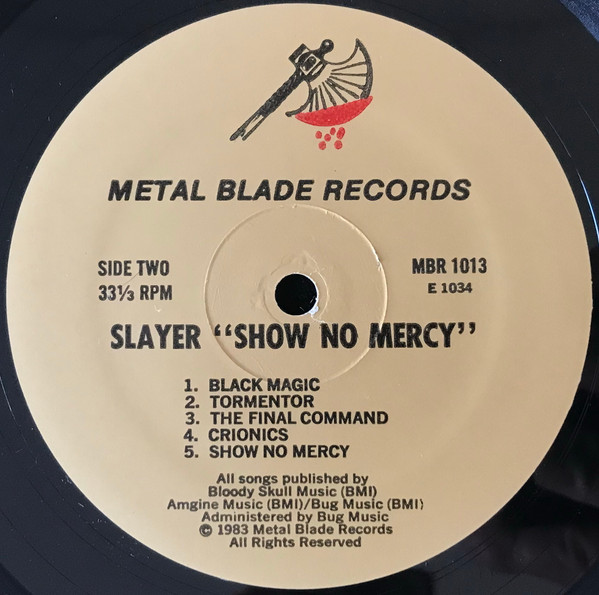 METAL BLADE RECORDS
SIDE TWO
33⅓ RPM
MBR 1013
E 1034
SLAYER “SHOW NO MERCY”
1. BLACK MAGIC
2. TORMENTOR
3. THE FINAL COMMAND
4. CRIONICS
5. SHOW NO MERCY
All songs published by
Bloody Skull Music (BMI)
Amgine Music (BMI)/Bug Music (BMI)
Administered by Bug Music
© 1983 Metal Blade Records
All Rights Reserved